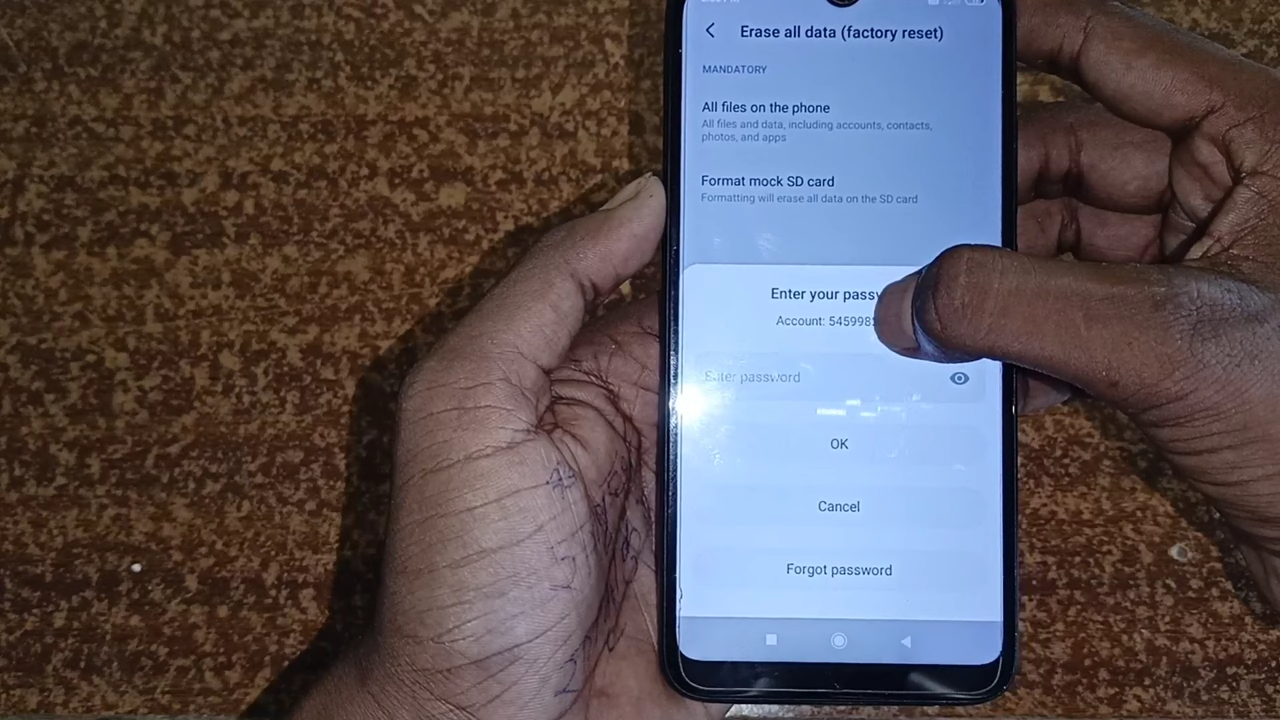 Erase all data (factory reset)
MANDATORY
All files on the phone
All files and data, including accounts, contacts,
photos, and apps
Format mock SD card
Formatting will erase all data on the SD card
Enter your passw
Account: 545998
Enter password
OK
Cancel
Forgot password